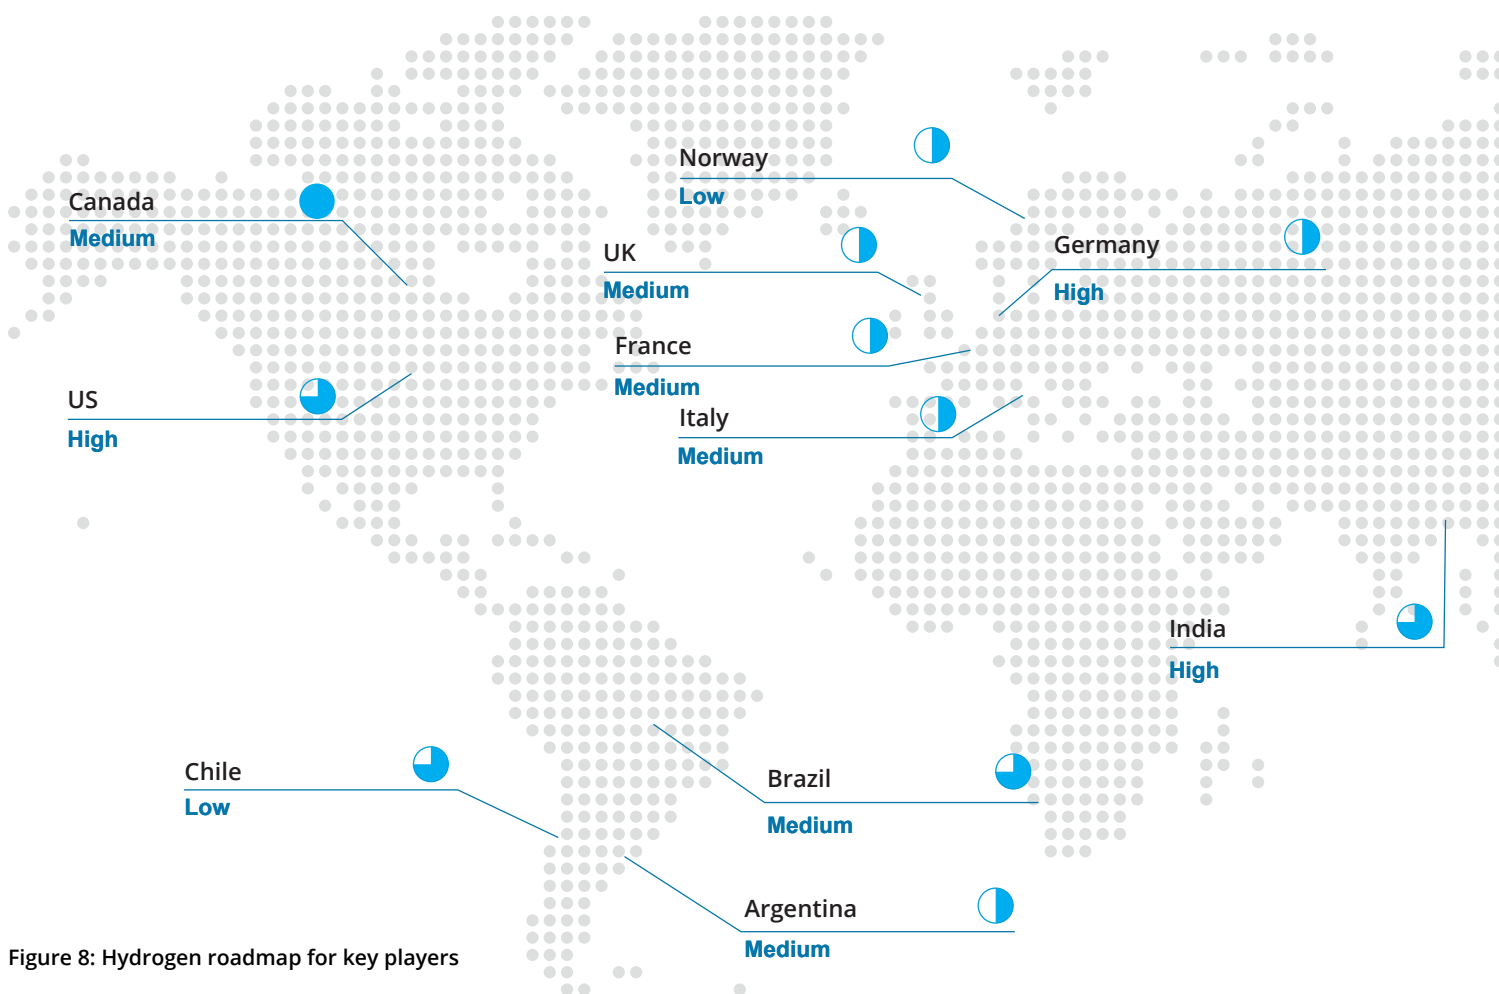 Norway
Low
Canada
Medium
UK
Medium
Germany
High
France
Medium
US
High
Italy
Medium
India
High
Chile
Low
Brazil
Medium
Argentina
Medium
Figure 8: Hydrogen roadmap for key players